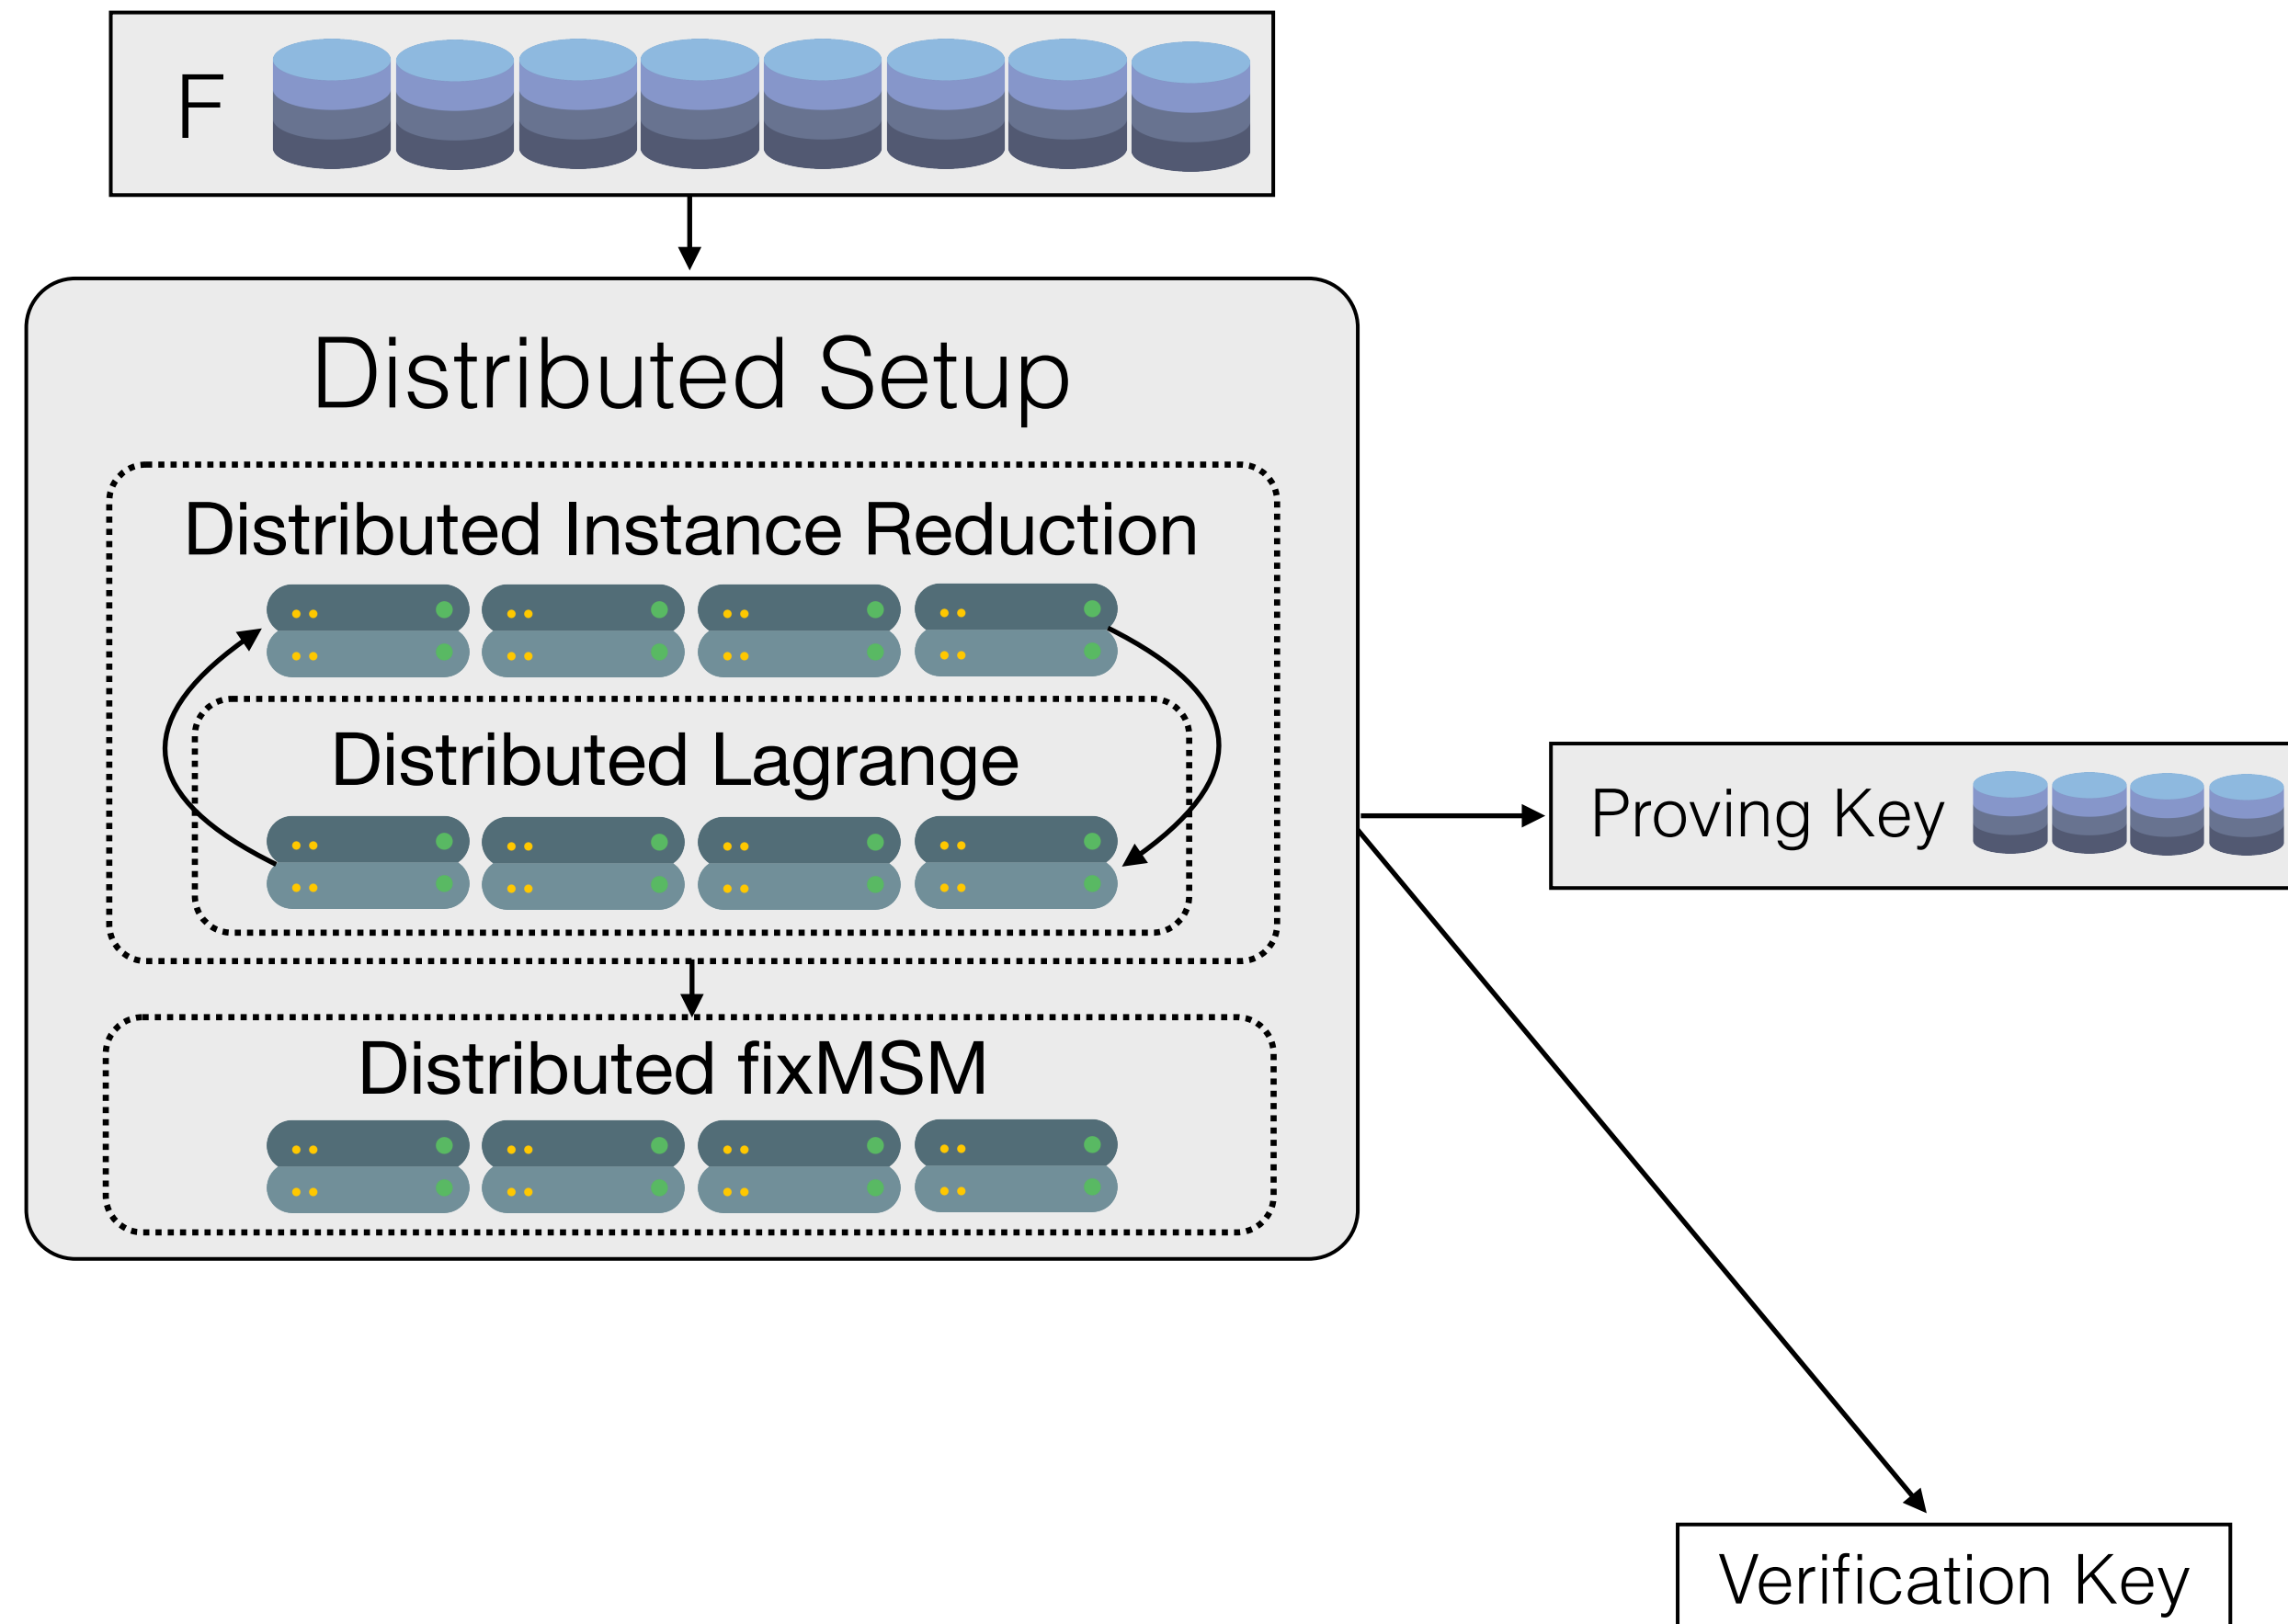 F
Distributed Setup
Distributed Instance Reduction
Distributed Lagrange
Proving Key
Distributed fixMSM
Verification Key